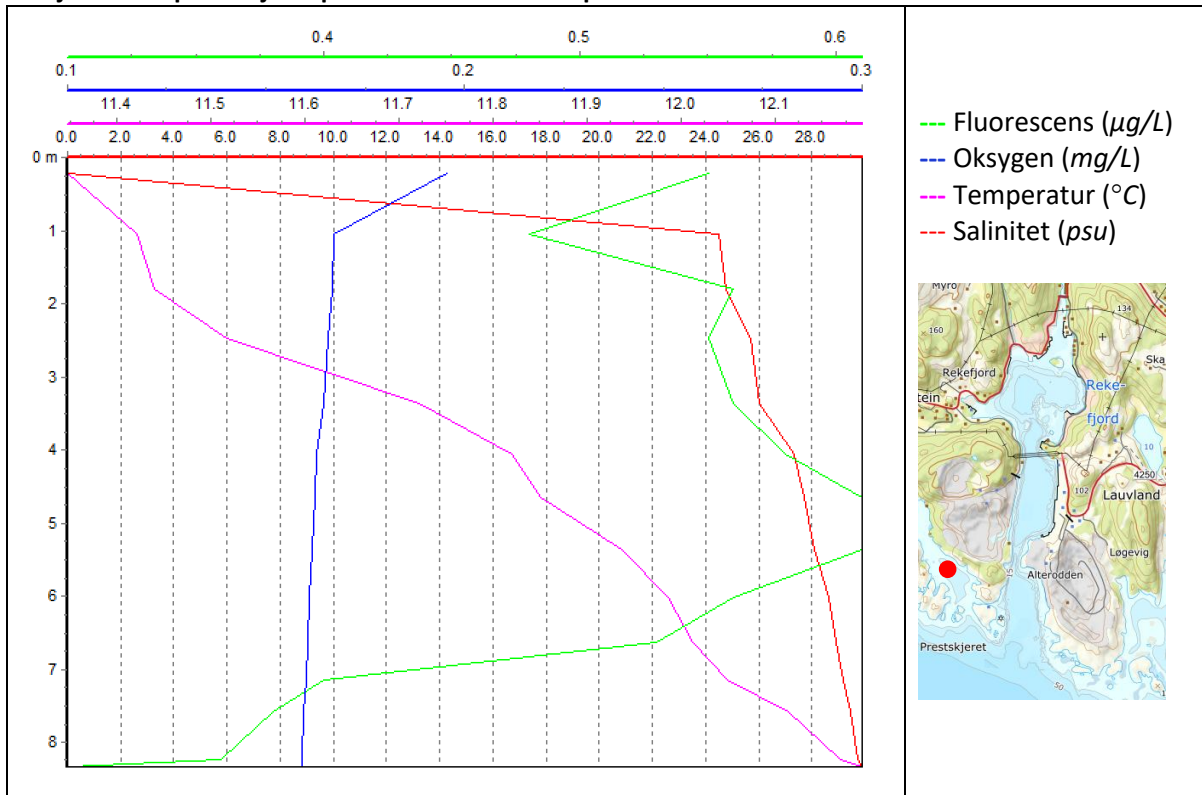 0.4 0.5 0.6
0.1 0.2 0.3
11.4 11.5 11.6 11.7 11.8 11.9 12.0 12.1
0.0 2.0 4.0 6.0 8.0 10.0 12.0 14.0 16.0 18.0 20.0 22.0 24.0 26.0 28.0
0 m
1
2
3
4
5
6
7
8
--- Fluorescens (µg/L)
--- Oksygen (mg/L)
--- Temperatur (°C)
--- Salinitet (psu)
Myro
134
160
Ska
Rekefjord
Reke-
fjord
tein
10
4250
102
Lauvland
Løgevig
15
Alterodden
Prestskjeret
50
1